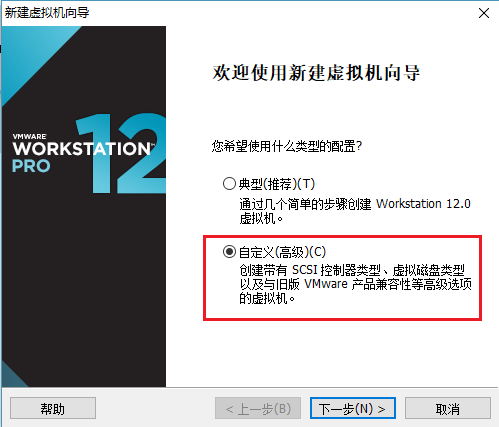 新建虚拟机向导
VMWARE
WORKSTATION 12
PRO
欢迎使用新建虚拟机向导
您希望使用什么类型的配置?
典型(推荐)(T)
通过几个简单的步骤创建 Workstation 12.0
虚拟机。
自定义(高级)(C)
创建带有 SCSI 控制器类型、虚拟磁盘类型
以及与旧版 VMware 产品兼容性等高级选项
的虚拟机。
帮助
< 上一步(B)
下一步(N) >
取消